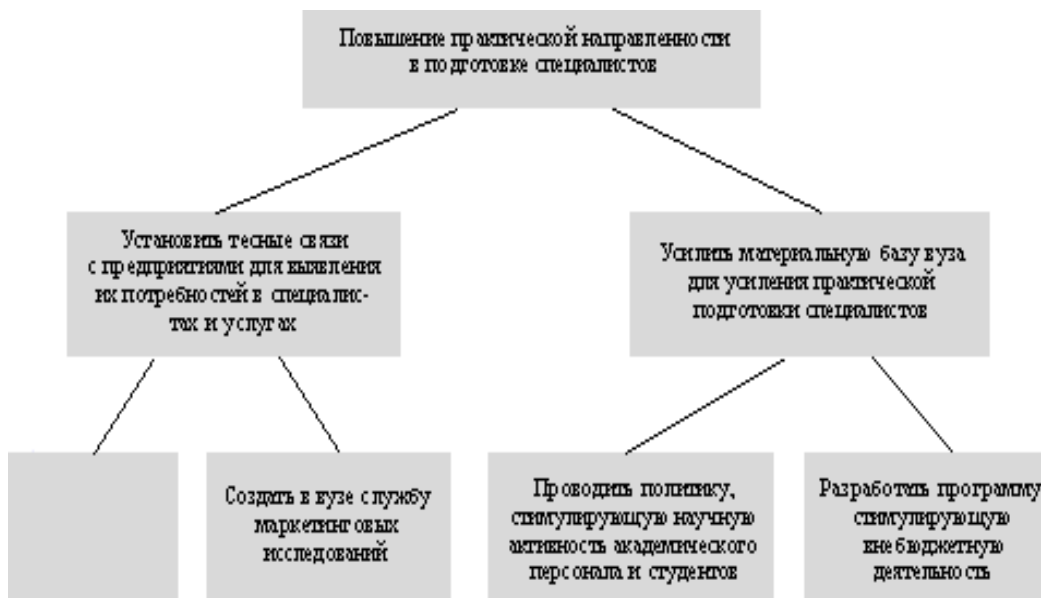 Повышение практической направленности
в подготовке специалистов
Установить тесные связи
с предприятиями для выявления
их потребностей в специалис-
тах и услугах
Усилить материальную базу вуза
для усиления практической
подготовки специалистов
Создать в вузе службу
маркетинговых
исследований
Проводить политику,
стимулирующую научную
активность академического
персонала и студентов
Разработать программу
стимулирующую
внебюджетную
деятельность